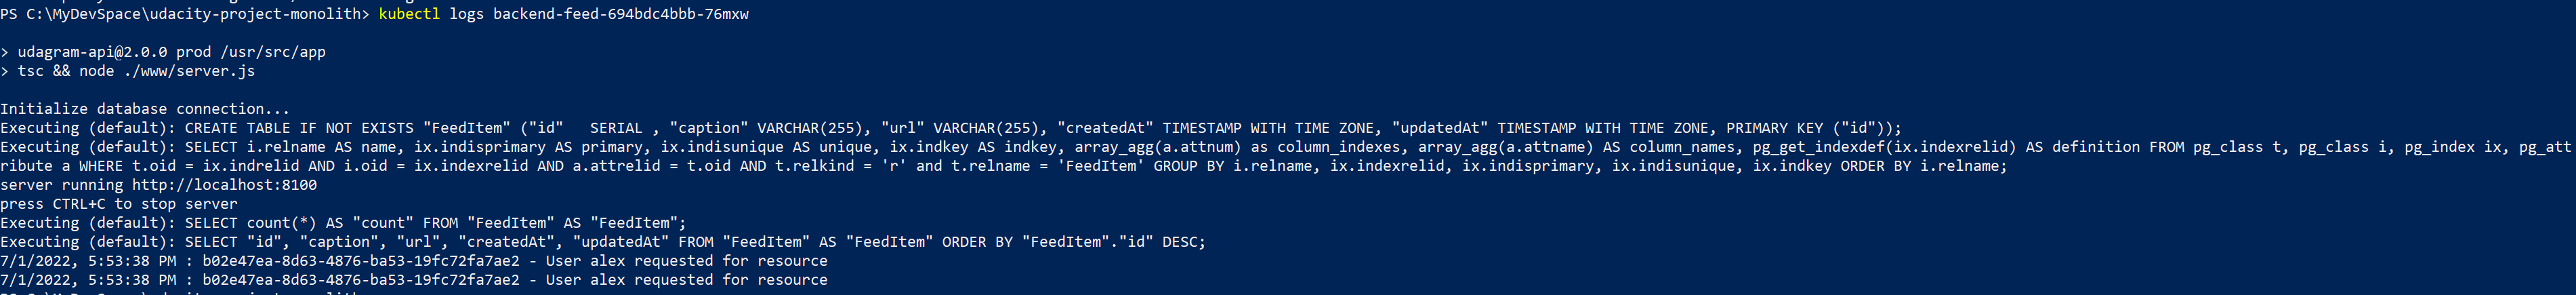 PS C:\MyDevSpace\udacity-project-monolith> kubectl logs backend-feed-694bdc4bbb-76mxw
> udagram-api@2.0.0 prod /usr/src/app
> tsc && node ./www/server.js
Initialize database connection...
Executing (default): CREATE TABLE IF NOT EXISTS "FeedItem" ("id"   SERIAL , "caption" VARCHAR(255), "url" VARCHAR(255), "createdAt" TIMESTAMP WITH TIME ZONE, "updatedAt" TIMESTAMP WITH TIME ZONE, PRIMARY KEY ("id"));
Executing (default): SELECT i.relname AS name, ix.indisprimary AS primary, ix.indisunique AS unique, ix.indkey AS indkey, array_agg(a.attnum) as column_indexes, array_agg(a.attname) AS column_names, pg_get_indexdef(ix.indexrelid) AS definition FROM pg_class t, pg_class i, pg_index ix, pg_att
ribute a WHERE t.oid = ix.indrelid AND i.oid = ix.indexrelid AND a.attrelid = t.oid AND t.relkind = 'r' and t.relname = 'FeedItem' GROUP BY i.relname, ix.indexrelid, ix.indisprimary, ix.indisunique, ix.indkey ORDER BY i.relname;
server running http://localhost:8100
press CTRL+C to stop server
Executing (default): SELECT count(*) AS "count" FROM "FeedItem" AS "FeedItem";
Executing (default): SELECT "id", "caption", "url", "createdAt", "updatedAt" FROM "FeedItem" AS "FeedItem" ORDER BY "FeedItem"."id" DESC;
7/1/2022, 5:53:38 PM : b02e47ea-8d63-4876-ba53-19fc72fa7ae2 - User alex requested for resource
7/1/2022, 5:53:38 PM : b02e47ea-8d63-4876-ba53-19fc72fa7ae2 - User alex requested for resource